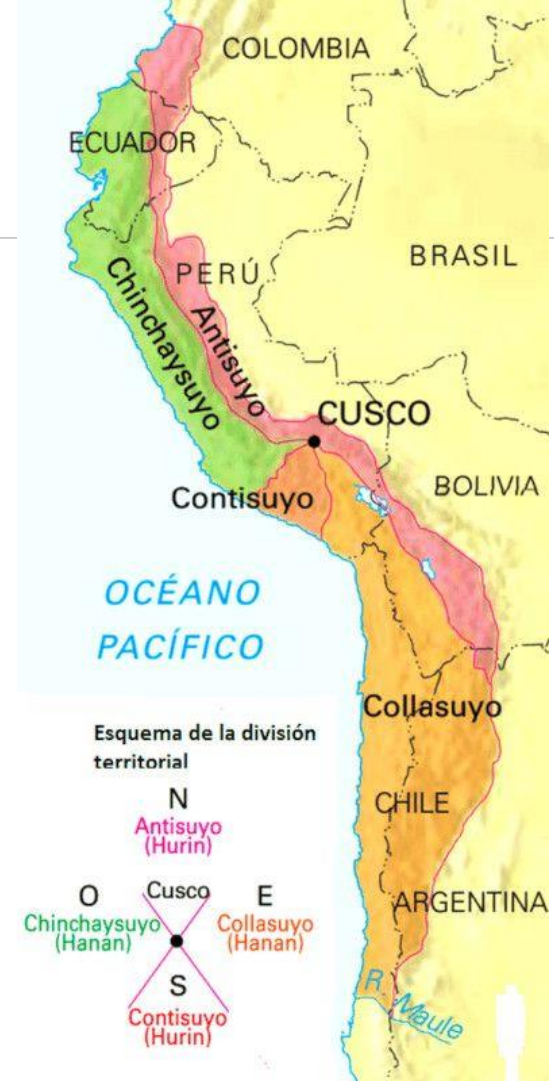 COLOMBIA
ECUADOR
BRASIL
PERÚ
Chinchaysuyo
Antisuyo
CUSCO
BOLIVIA
Contisuyo
OCÉANO
PACÍFICO
Collasuyo
Esquema de la división
territorial
N
Antisuyo
(Hurin)
CHILE
O
Cusco
E
ARGENTINA
Chinchaysuyo
(Hanan)
Collasuyo
(Hanan)
S
Contisuyo
(Hurin)
R. Maule